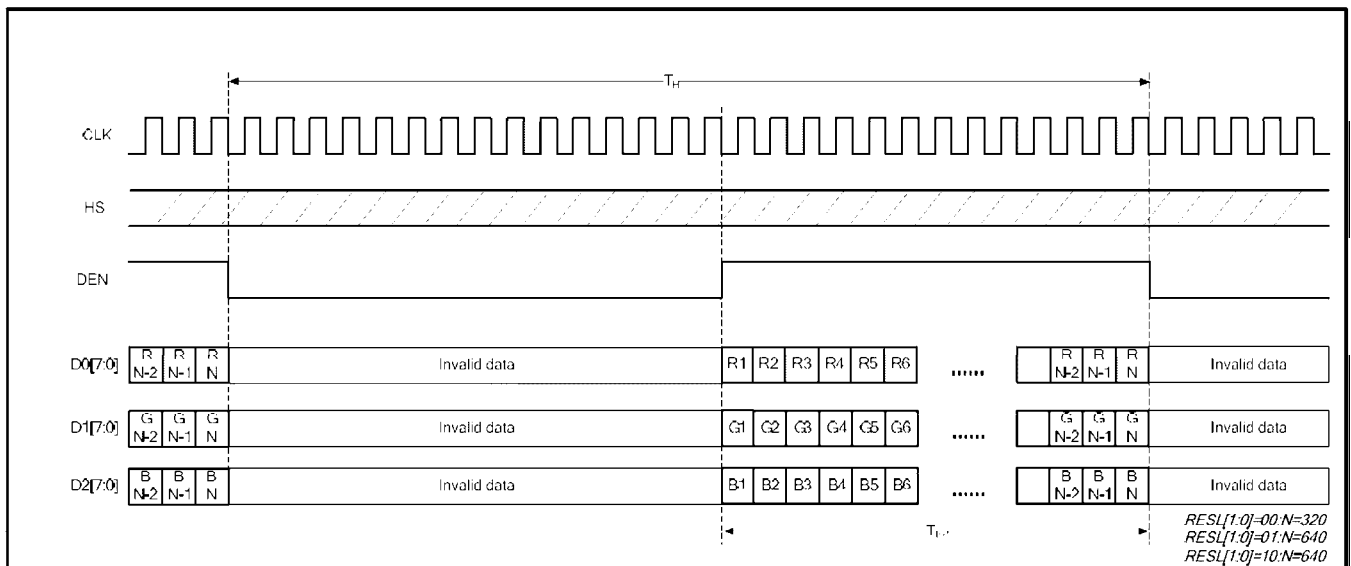 TH
CLK
HS
DEN
D0[7:0] R N-2 R N-1 R N Invalid data R1 R2 R3 R4 R5 R6 ...... R N-2 R N-1 R N Invalid data
D1[7:0] G N-2 G N-1 G N Invalid data G1 G2 G3 G4 G5 G6 ...... G N-2 G N-1 G N Invalid data
D2[7:0] B N-2 B N-1 B N Invalid data B1 B2 B3 B4 B5 B6 ...... B N-2 B N-1 B N Invalid data
RESL[1:0]=00:N=320
RESL[1:0]=01:N=640
RESL[1:0]=10:N=640